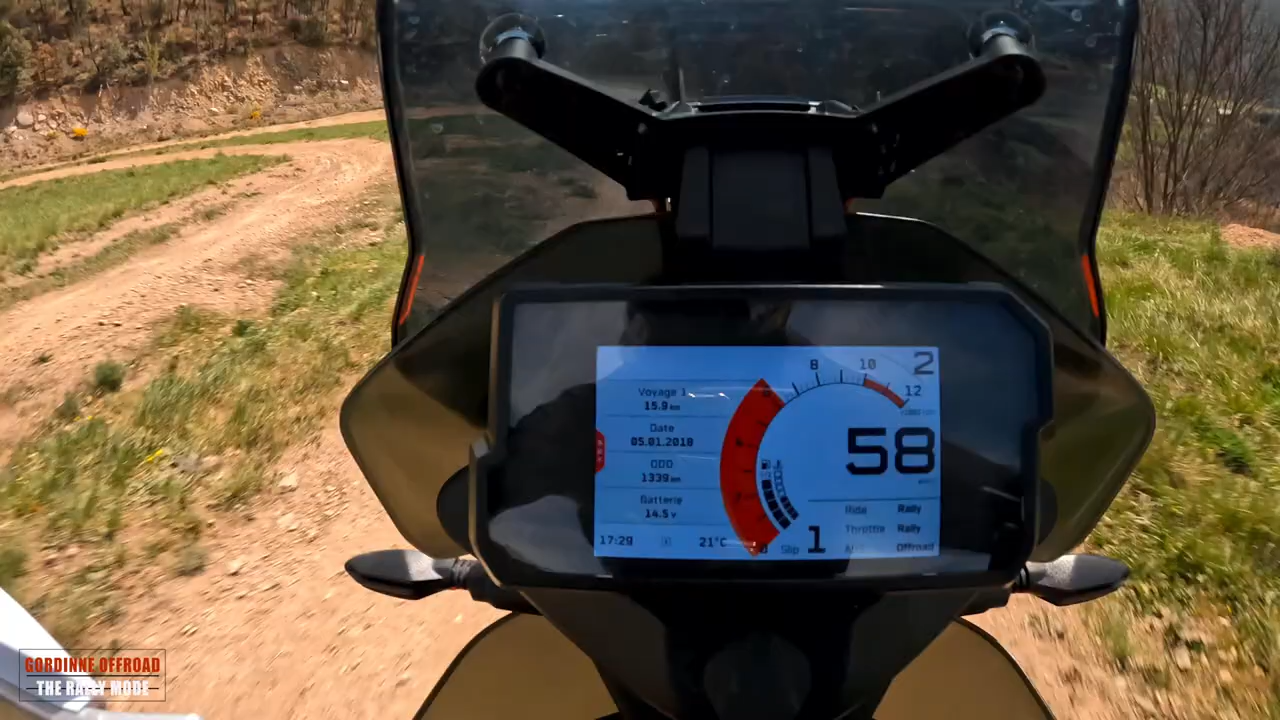 Voyage 1
15.9 km
Date
05.01.2018
ODO
1339 km
Batterie
14.5 v
17:29
21°C
8
10
12
2
58
Ride Rally
Throttle Rally
ABS Offroad
Slip 1
GORDINNE OFFROAD
THE RALLY MODE